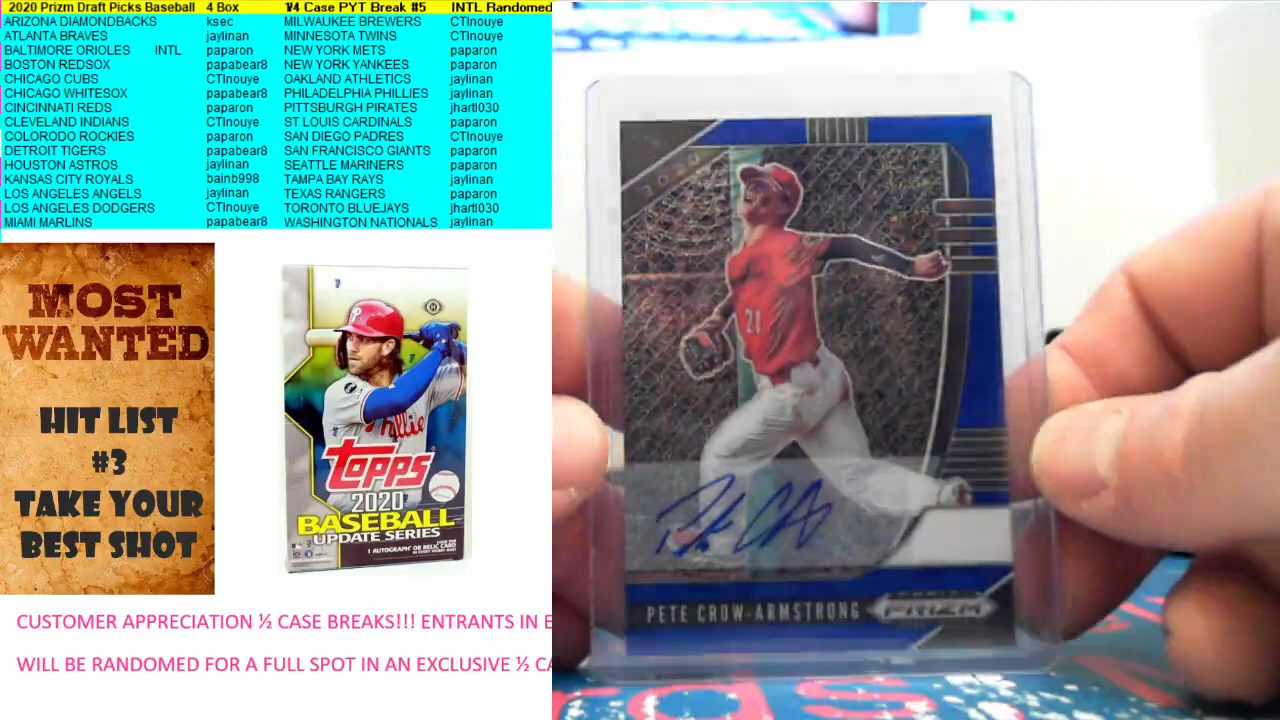 2020 Prizm Draft Picks Baseball 4 Box 1/4 Case PYT Break #5 INTL Randomed
ARIZONA DIAMONDBACKS ksec MILWAUKEE BREWERS CTInouye
ATLANTA BRAVES jaylinan MINNESOTA TWINS CTInouye
BALTIMORE ORIOLES INTL paparon NEW YORK METS paparon
BOSTON REDSOX papabear8 NEW YORK YANKEES paparon
CHICAGO CUBS CTInouye OAKLAND ATHLETICS jaylinan
CHICAGO WHITESOX papabear8 PHILADELPHIA PHILLIES jaylinan
CINCINNATI REDS paparon PITTSBURGH PIRATES jhartl030
CLEVELAND INDIANS CTInouye ST LOUIS CARDINALS paparon
COLORODO ROCKIES paparon SAN DIEGO PADRES CTInouye
DETROIT TIGERS papabear8 SAN FRANCISCO GIANTS paparon
HOUSTON ASTROS jaylinan SEATTLE MARINERS paparon
KANSAS CITY ROYALS bainb998 TAMPA BAY RAYS jaylinan
LOS ANGELES ANGELS jaylinan TEXAS RANGERS paparon
LOS ANGELES DODGERS CTInouye TORONTO BLUEJAYS jhartl030
MIAMI MARLINS papabear8 WASHINGTON NATIONALS jaylinan
MOST
WANTED
HIT LIST
#3
TAKE YOUR
BEST SHOT
Phillie
TOPPS
2020
BASEBALL
UPDATE SERIES
1 AUTOGRAPH OR RELIC CARD
CUSTOMER APPRECIATION ½ CASE BREAKS!!! ENTRANTS IN E
WILL BE RANDOMED FOR A FULL SPOT IN AN EXCLUSIVE ½ CA
2020
21
PETE CROW-ARMSTRONG
PRIZM